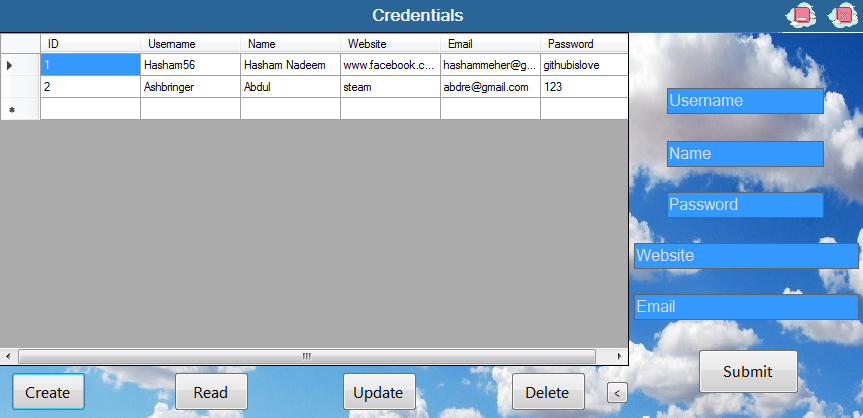 Credentials
ID Username Name Website Email Password
1 Hasham56 Hasham Nadeem www.facebook.c... hashammeher@g... githubislove
2 Ashbringer Abdul steam abdre@gmail.com 123
Username
Name
Password
Website
Email
Submit
Create Read Update Delete <